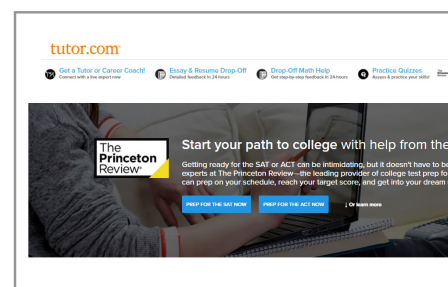 tutor.com
Get a Tutor or Career Coach!
Connect with a live expert now
Essay & Resume Drop-Off
Detailed feedback in 24 hours
Drop-Off Math Help
Get step-by-step feedback in 24-hours
Practice Quizzes
Assess & practice your skills!
The
Princeton
Review
Start your path to college with help from the
Getting ready for the SAT or ACT can be intimidating, but it doesn't have to be
experts at The Princeton Review—the leading provider of college test prep fo
can prep on your schedule, reach your target score, and get into your dream
PREP FOR THE SAT NOW
PREP FOR THE ACT NOW
↓ Or learn more